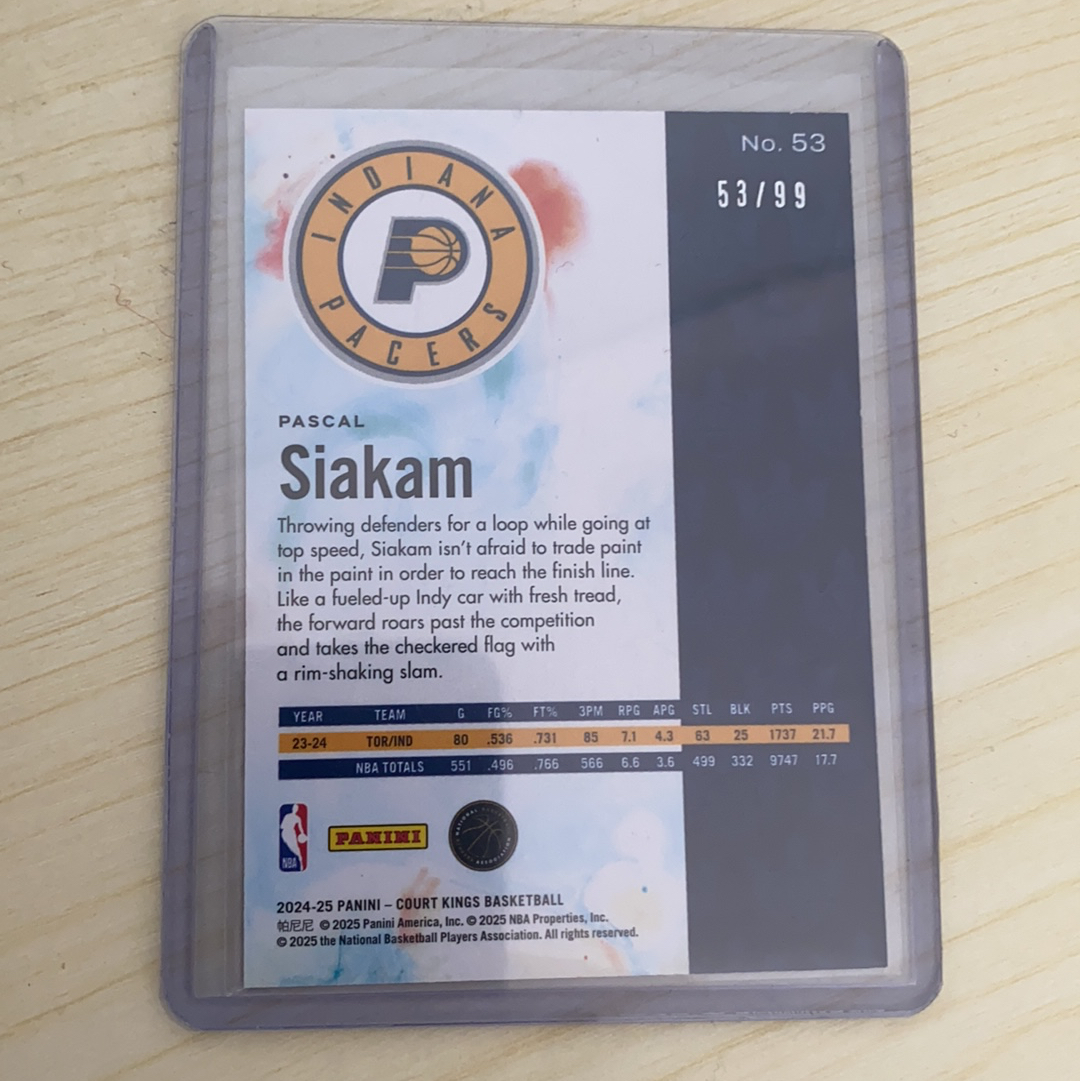 No. 53
53/99
INDIANA
PACERS
PASCAL
Siakam
Throwing defenders for a loop while going at
top speed, Siakam isn't afraid to trade paint
in the paint in order to reach the finish line.
Like a fueled-up Indy car with fresh tread,
the forward roars past the competition
and takes the checkered flag with
a rim-shaking slam.
YEAR TEAM G FG% FT% 3PM RPG APG STL BLK PTS PPG
23-24 TOR/IND 80 .536 .731 85 7.1 4.3 63 25 1737 21.7
NBA TOTALS 551 .496 .766 566 6.6 3.6 499 332 9747 17.7
NBA
PANINI
2024-25 PANINI – COURT KINGS BASKETBALL
帕尼尼 © 2025 Panini America, Inc. © 2025 NBA Properties, Inc.
© 2025 the National Basketball Players Association. All rights reserved.